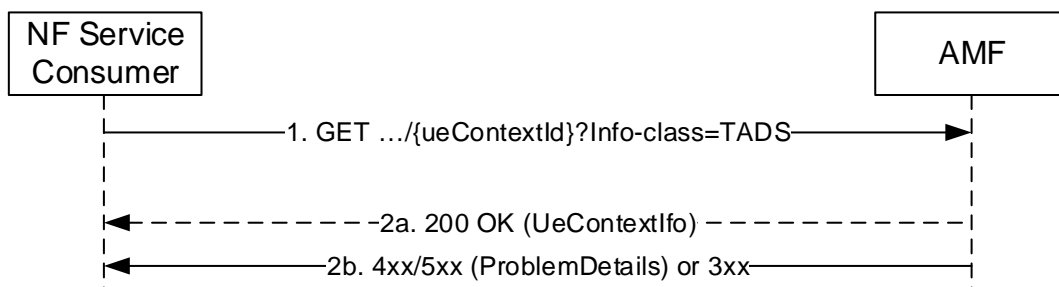 NF Service
Consumer
AMF
1. GET …/{ueContextId}?Info-class=TADS
2a. 200 OK (UeContextIfo)
2b. 4xx/5xx (ProblemDetails) or 3xx